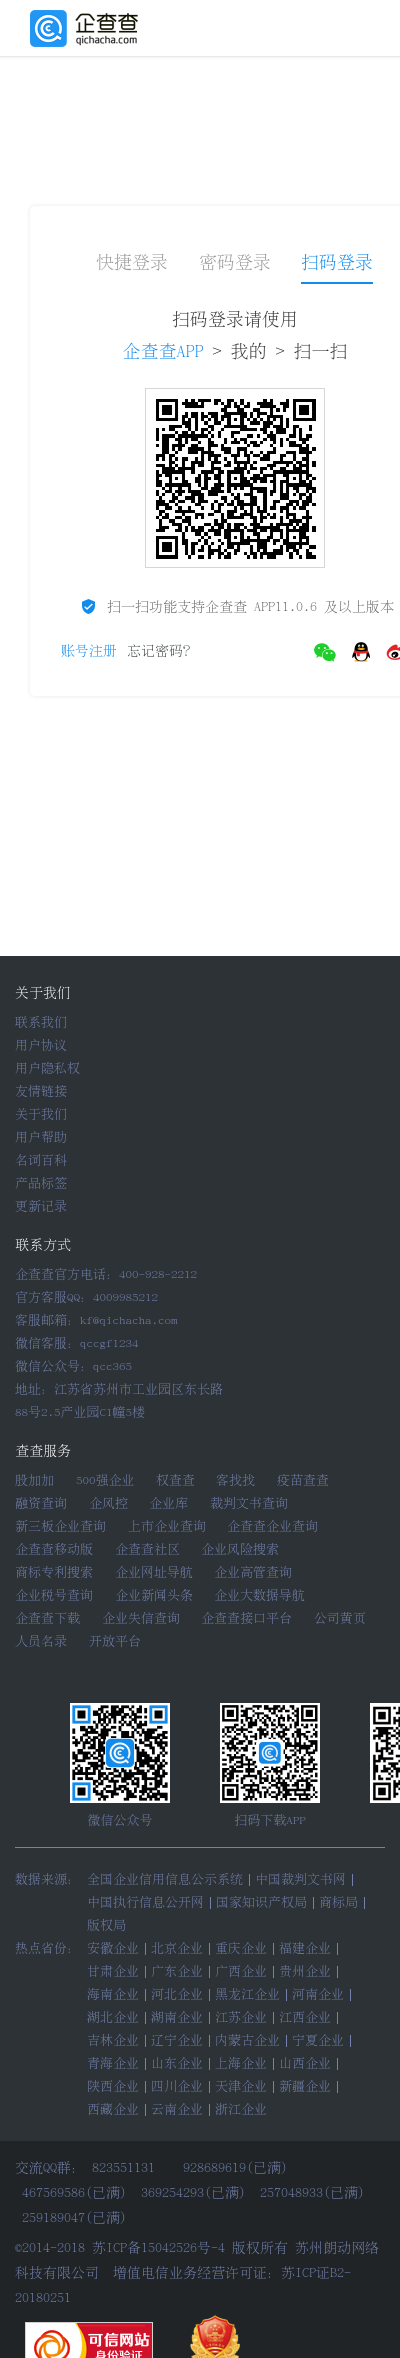 企查查
qichacha.com
快捷登录 密码登录 扫码登录
扫码登录请使用
企查查APP > 我的 > 扫一扫
扫一扫功能支持企查查 APP11.0.6 及以上版本
账号注册 忘记密码?
关于我们
联系我们
用户协议
用户隐私权
友情链接
关于我们
用户帮助
名词百科
产品标签
更新记录
联系方式
企查查官方电话: 400-928-2212
官方客服QQ: 4009985212
客服邮箱: kf@qichacha.com
微信客服: qccgf1234
微信公众号: qcc365
地址: 江苏省苏州市工业园区东长路
88号2.5产业园C1幢5楼
查查服务
股加加 500强企业 权查查 客找找 疫苗查查
融资查询 企风控 企业库 裁判文书查询
新三板企业查询 上市企业查询 企查查企业查询
企查查移动版 企查查社区 企业风险搜索
商标专利搜索 企业网址导航 企业高管查询
企业税号查询 企业新闻头条 企业大数据导航
企查查下载 企业失信查询 企查查接口平台 公司黄页
人员名录 开放平台
微信公众号 扫码下载APP
数据来源: 全国企业信用信息公示系统 | 中国裁判文书网 |
中国执行信息公开网 | 国家知识产权局 | 商标局 |
版权局
热点省份: 安徽企业 | 北京企业 | 重庆企业 | 福建企业 |
甘肃企业 | 广东企业 | 广西企业 | 贵州企业 |
海南企业 | 河北企业 | 黑龙江企业 | 河南企业 |
湖北企业 | 湖南企业 | 江苏企业 | 江西企业 |
吉林企业 | 辽宁企业 | 内蒙古企业 | 宁夏企业 |
青海企业 | 山东企业 | 上海企业 | 山西企业 |
陕西企业 | 四川企业 | 天津企业 | 新疆企业 |
西藏企业 | 云南企业 | 浙江企业
交流QQ群: 823551131 928689619(已满)
467569586(已满) 369254293(已满) 257048933(已满)
259189047(已满)
©2014-2018 苏ICP备15042526号-4 版权所有 苏州朗动网络
科技有限公司 增值电信业务经营许可证: 苏ICP证B2-
20180251
可信网站
身份验证